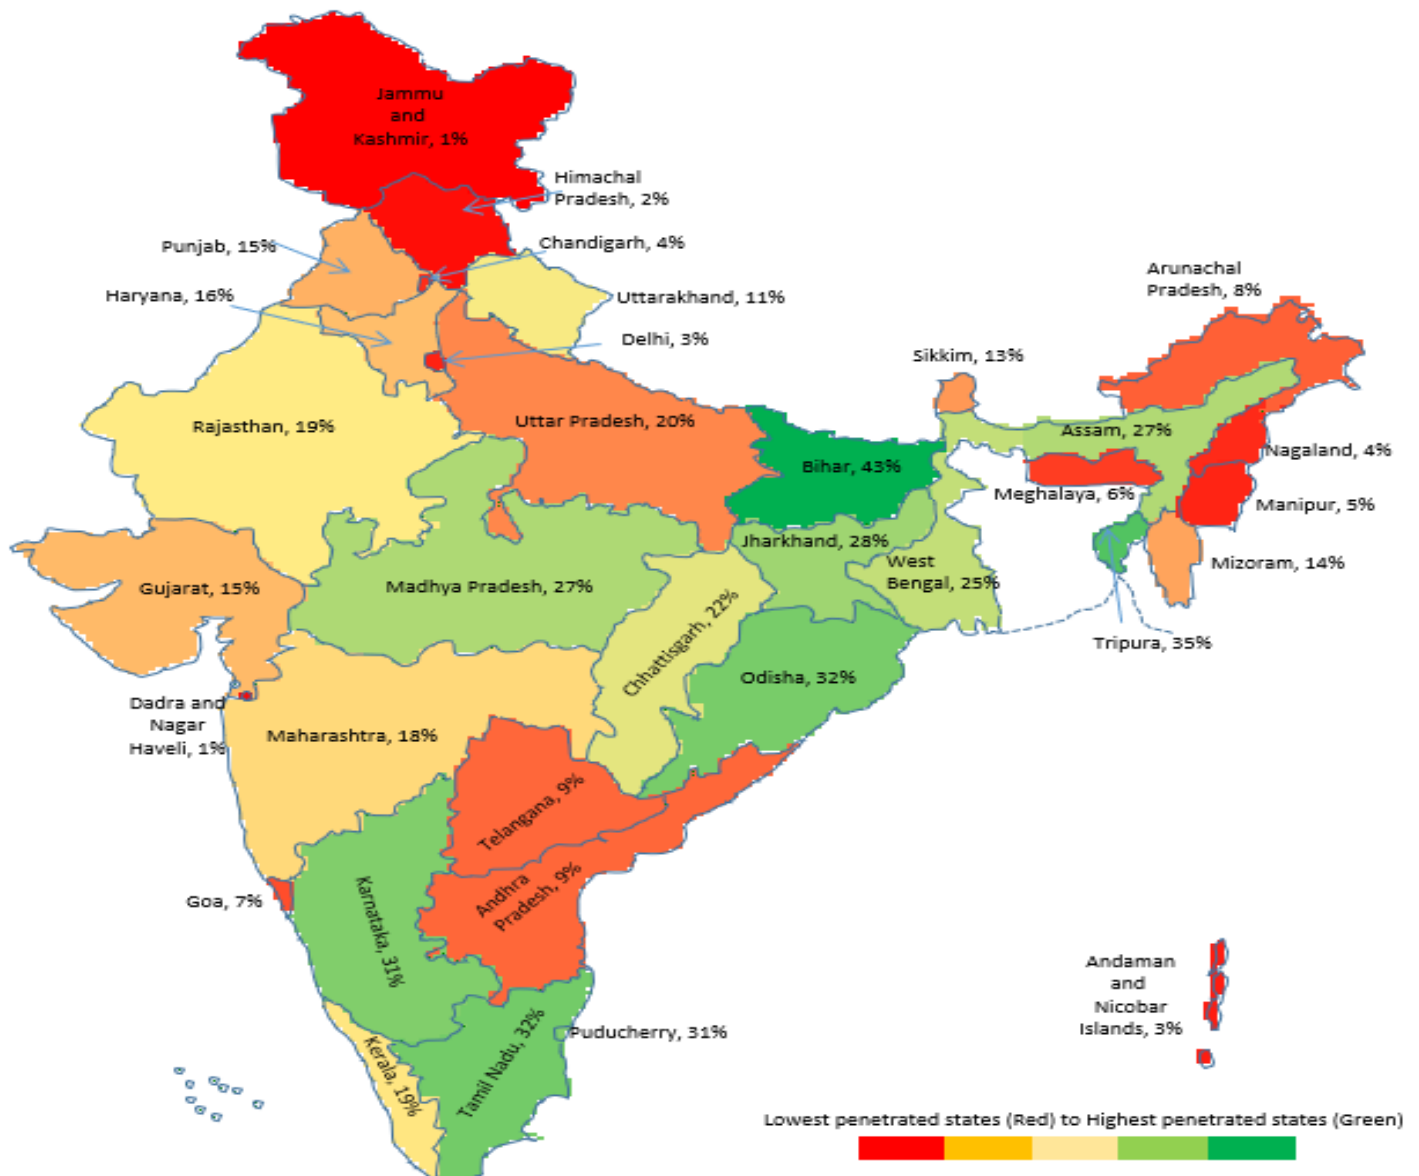 Jammu
and
Kashmir, 1%
Himachal
Pradesh, 2%
Punjab, 15%
Chandigarh, 4%
Haryana, 16%
Uttarakhand, 11%
Arunachal
Pradesh, 8%
Delhi, 3%
Sikkim, 13%
Rajasthan, 19%
Uttar Pradesh, 20%
Assam, 27%
Bihar, 43%
Nagaland, 4%
Meghalaya, 6%
Manipur, 5%
Jharkhand, 28%
West
Bengal, 25%
Mizoram, 14%
Gujarat, 15%
Madhya Pradesh, 27%
Chhattisgarh, 22%
Tripura, 35%
Odisha, 32%
Dadra and
Nagar
Haveli, 1%
Maharashtra, 18%
Telangana, 9%
Andhra
Pradesh, 9%
Goa, 7%
Karnataka, 31%
Andaman
and
Nicobar
Islands, 3%
Puducherry, 31%
Tamil Nadu, 32%
Kerala, 19%
Lowest penetrated states (Red) to Highest penetrated states (Green)